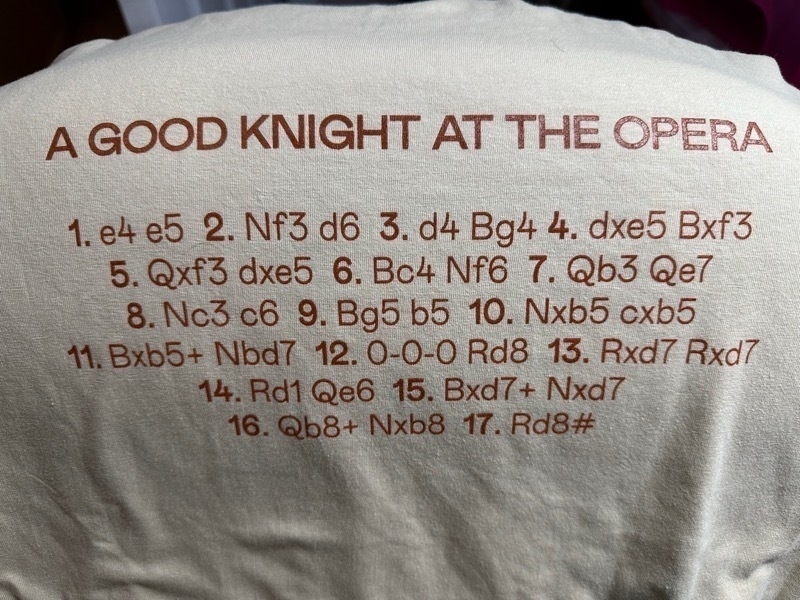 A GOOD KNIGHT AT THE OPERA
1. e4 e5 2. Nf3 d6 3. d4 Bg4 4. dxe5 Bxf3
5. Qxf3 dxe5 6. Bc4 Nf6 7. Qb3 Qe7
8. Nc3 c6 9. Bg5 b5 10. Nxb5 cxb5
11. Bxb5+ Nbd7 12. 0-0-0 Rd8 13. Rxd7 Rxd7
14. Rd1 Qe6 15. Bxd7+ Nxd7
16. Qb8+ Nxb8 17. Rd8#